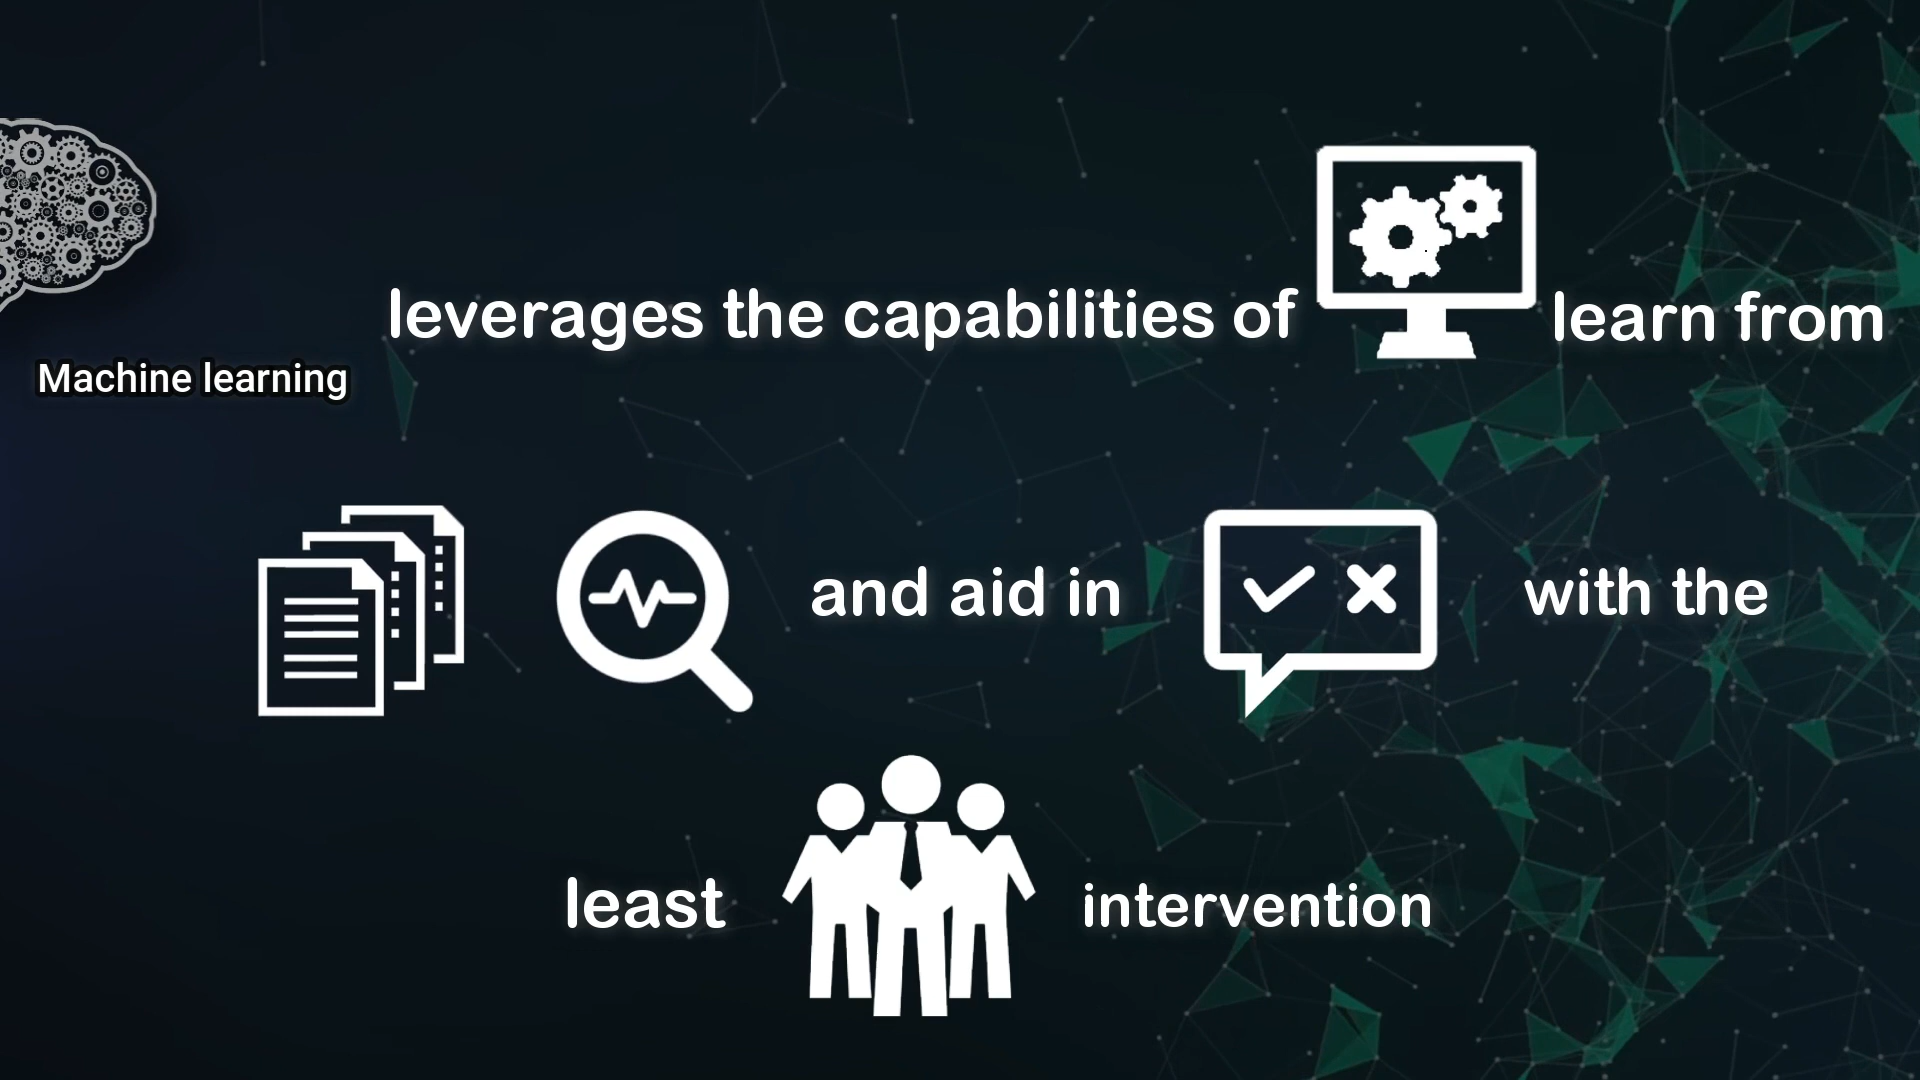 leverages the capabilities of learn from
Machine learning
and aid in with the
least intervention